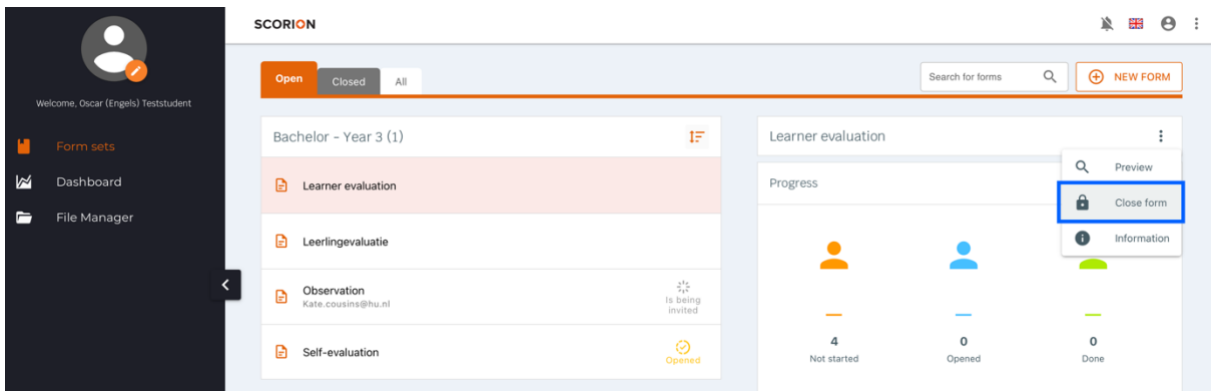 SCORION
Welcome, Oscar (Engels) Teststudent
Form sets
Dashboard
File Manager
Open
Closed
All
Search for forms
NEW FORM
Bachelor - Year 3 (1)
Learner evaluation
Leerlingevaluatie
Observation
Kate.cousins@hu.nl
Is being
invited
Self-evaluation
Opened
Learner evaluation
Preview
Close form
Information
Progress
4
Not started
0
Opened
0
Done